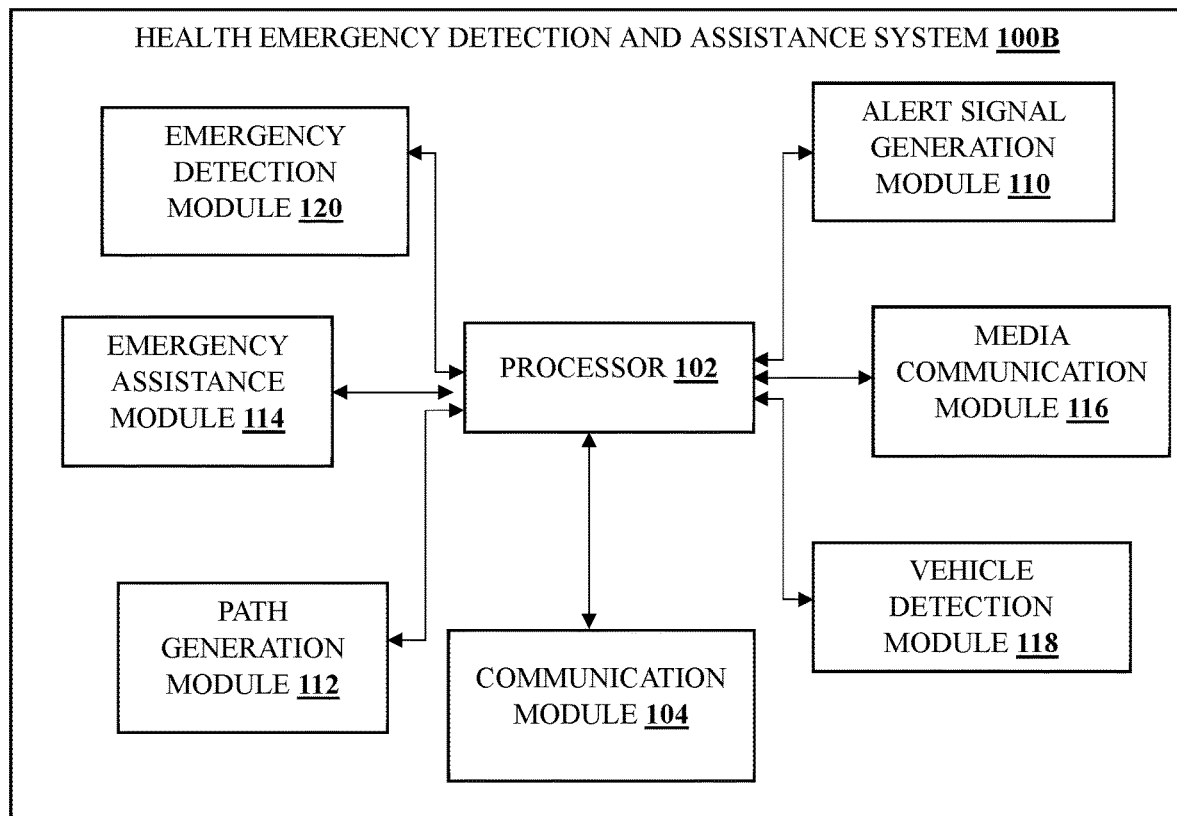 HEALTH EMERGENCY DETECTION AND ASSISTANCE SYSTEM 100B
EMERGENCY
DETECTION
MODULE 120
ALERT SIGNAL
GENERATION
MODULE 110
EMERGENCY
ASSISTANCE
MODULE 114
PROCESSOR 102
MEDIA
COMMUNICATION
MODULE 116
PATH
GENERATION
MODULE 112
COMMUNICATION
MODULE 104
VEHICLE
DETECTION
MODULE 118